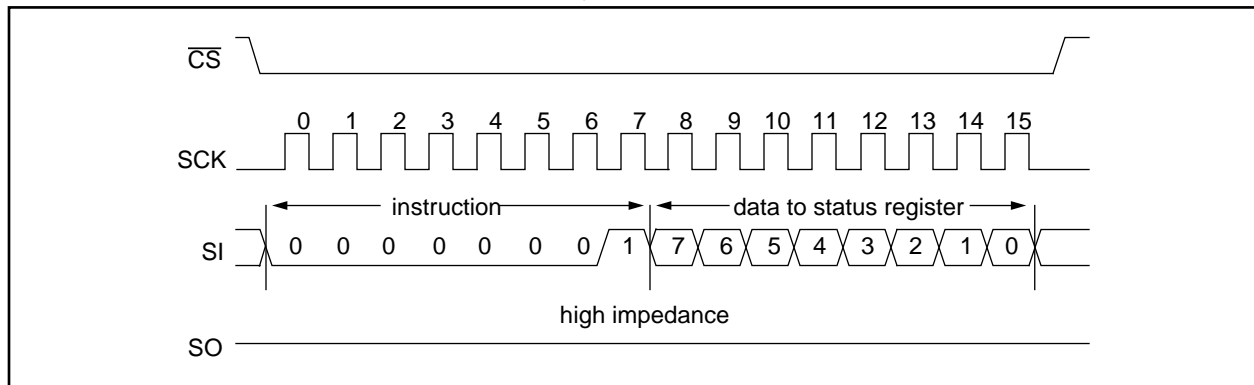 CS
0 1 2 3 4 5 6 7 8 9 10 11 12 13 14 15
SCK
instruction data to status register
SI 0 0 0 0 0 0 0 1 7 6 5 4 3 2 1 0
high impedance
SO